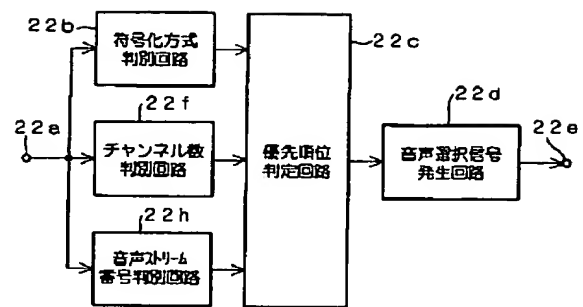 22b
符号化方式
判別回路
22c
22f
22d
22a
チャンネル数
判別回路
優先順位
判定回路
音声選択信号
発生回路
22e
22h
音声ストリーム
番号判別回路